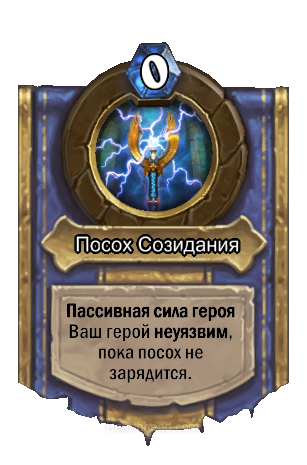 0
Посох Созидания
Пассивная сила героя
Ваш герой неуязвим,
пока посох не
зарядится.